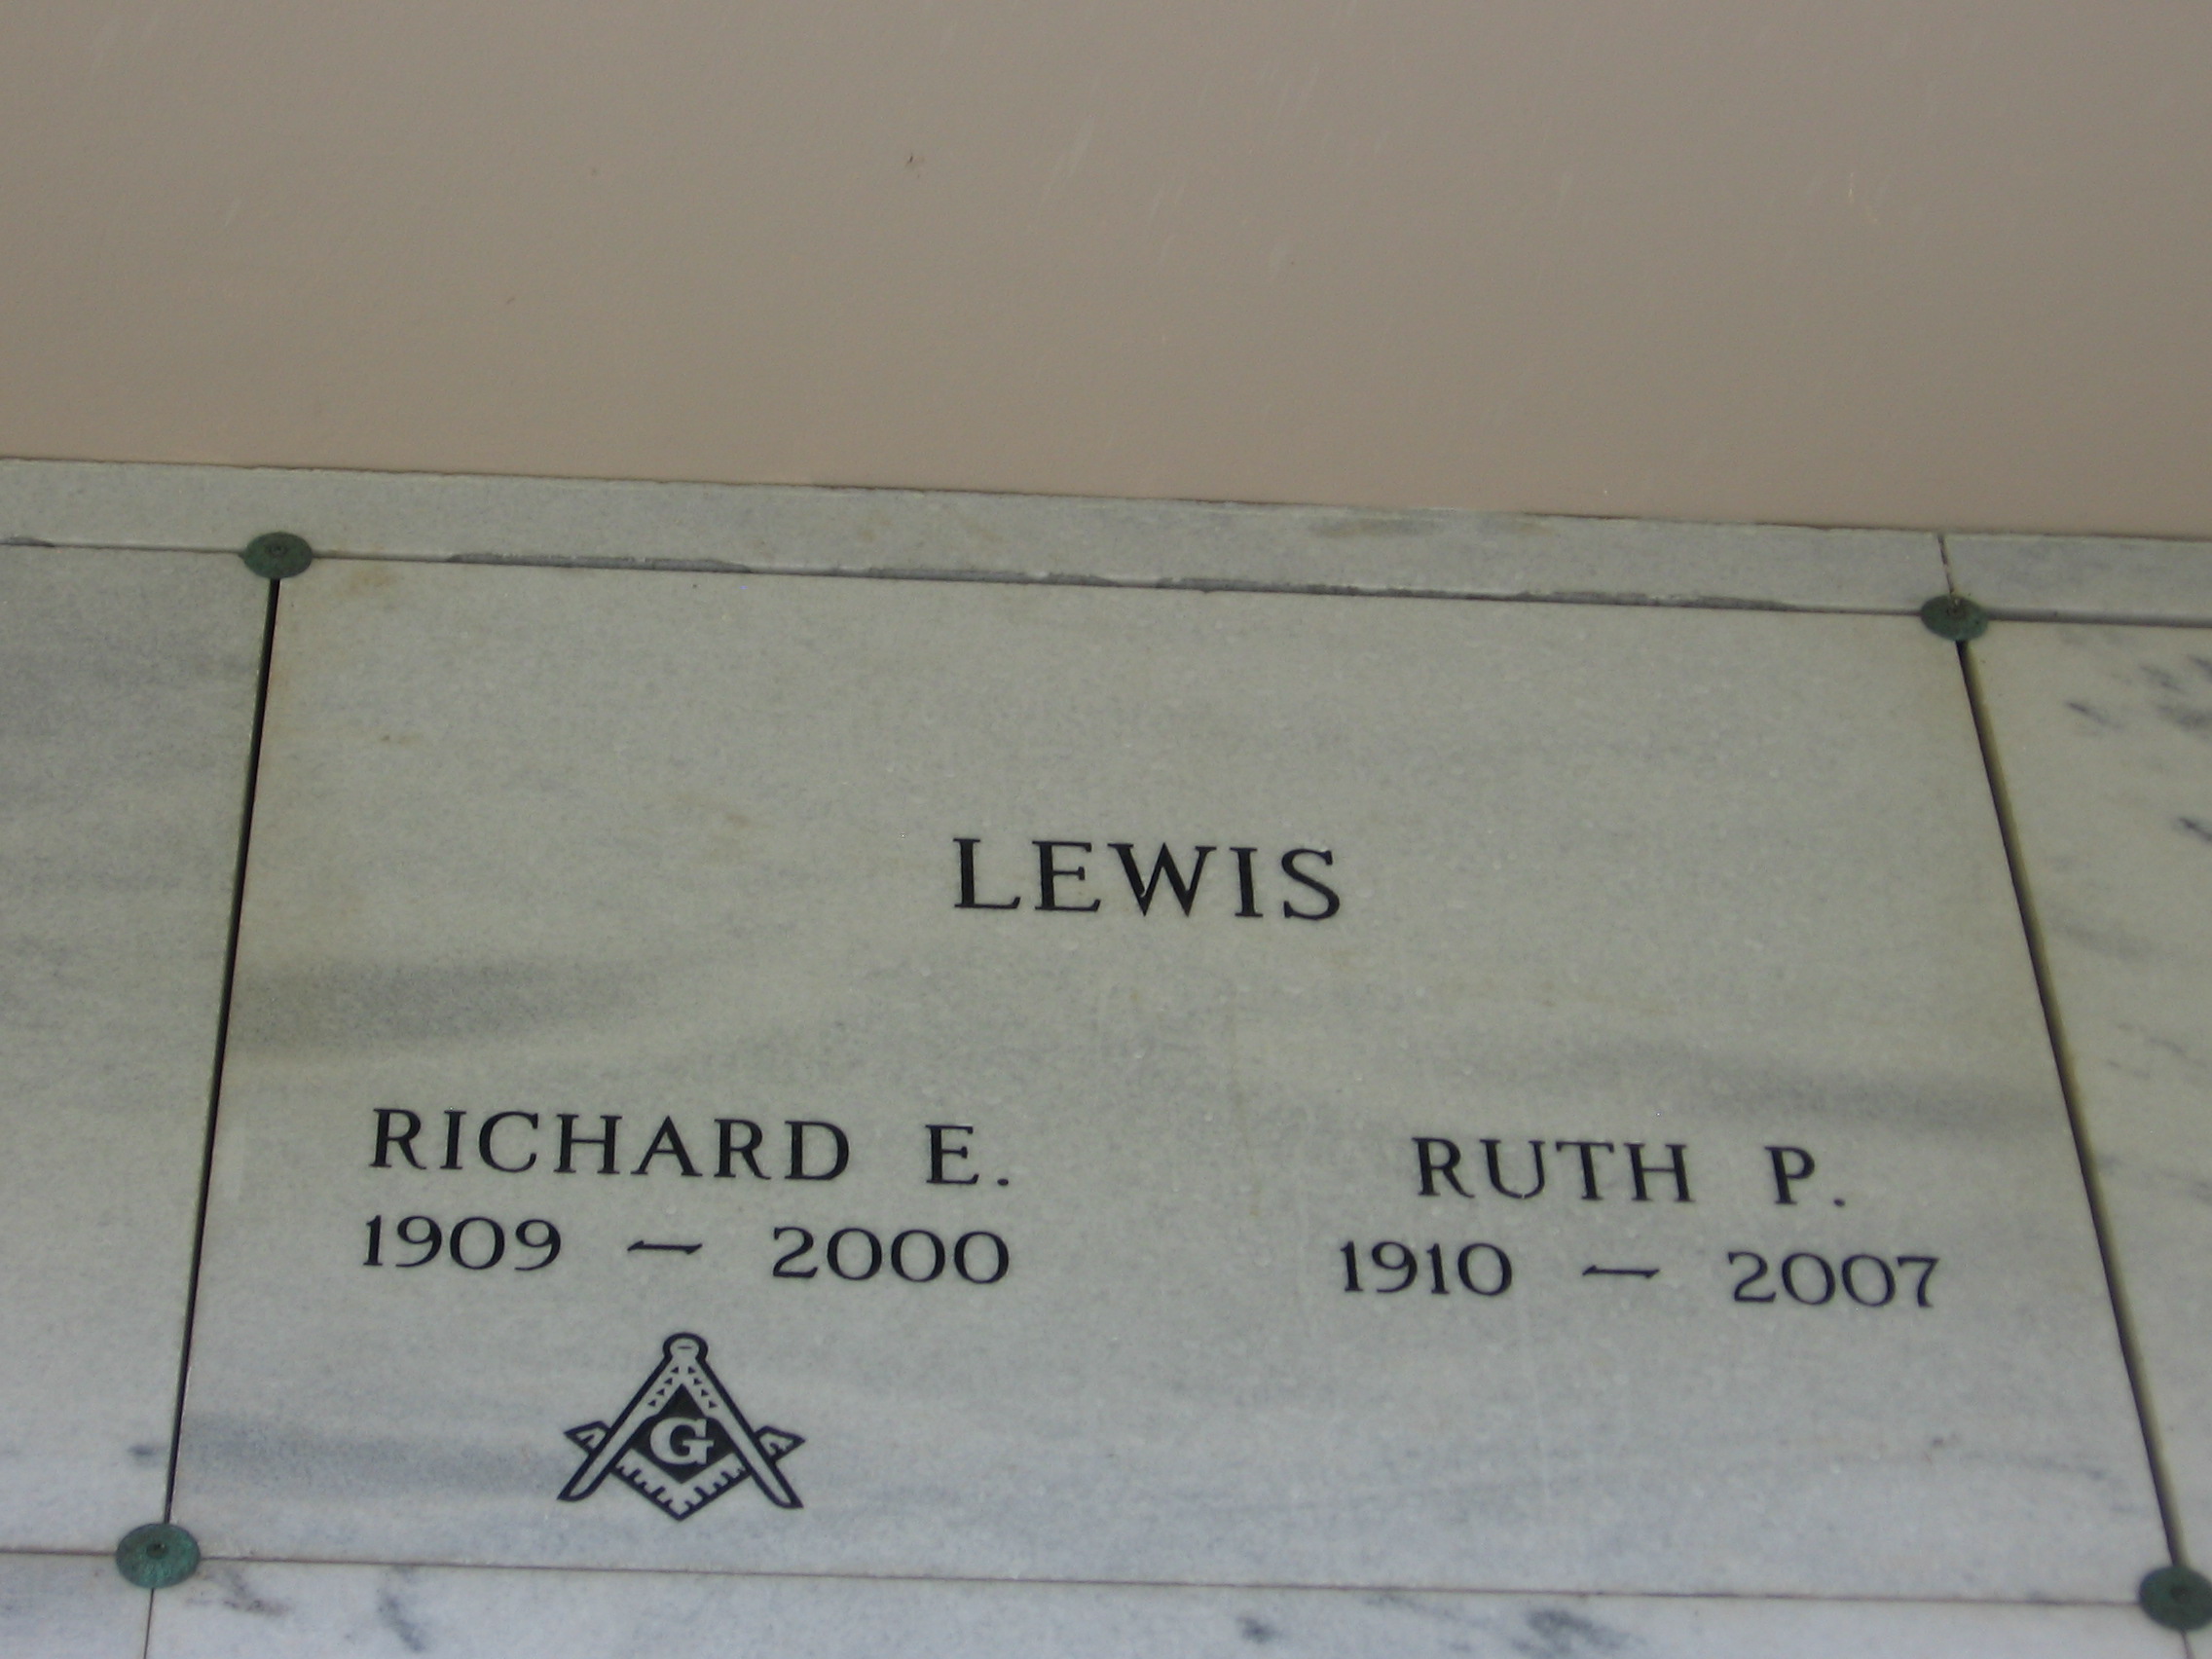 LEWIS
RICHARD E. RUTH P.
1909 — 2000 1910 — 2007
G